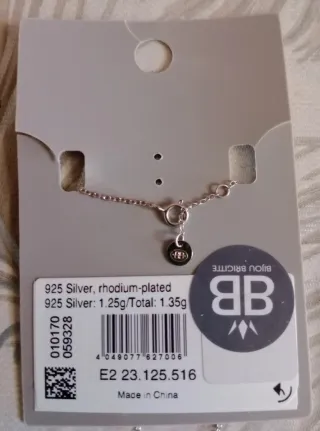 925 Silver, rhodium-plated
925 Silver: 1.25g/Total: 1.35g
010170
059328
4 049077 627006
E2 23.125.516
Made in China
BB
BIJOU BRIGITTE